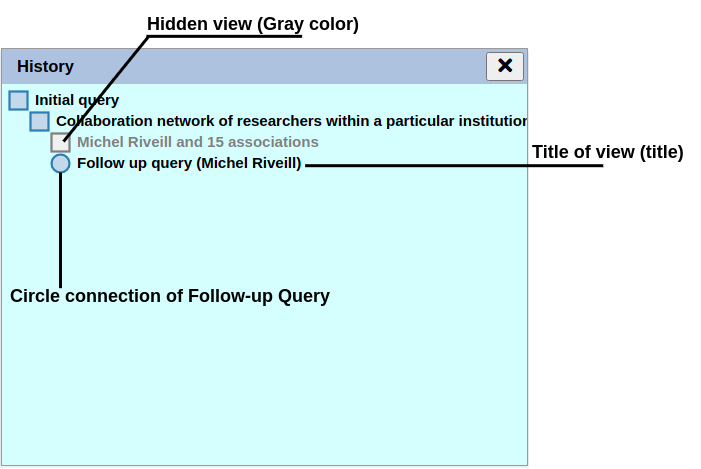 Hidden view (Gray color)
History
Initial query
Collaboration network of researchers within a particular institution
Michel Riveill and 15 associations
Follow up query (Michel Riveill)
Title of view (title)
Circle connection of Follow-up Query